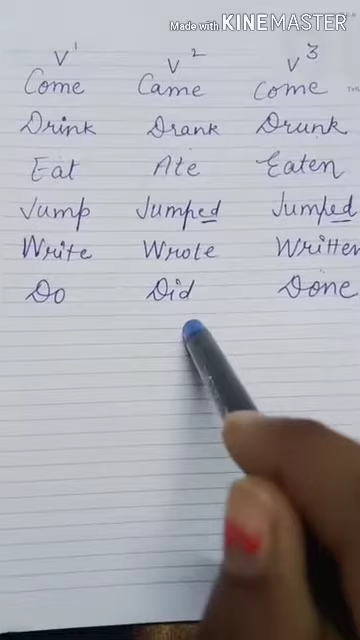 Made with KINEMASTER
V1 V2 V3
Come Came Come
Drink Drank Drunk
Eat Ate Eaten
Jump Jumped Jumped
Write Wrote Written
Do Did Done